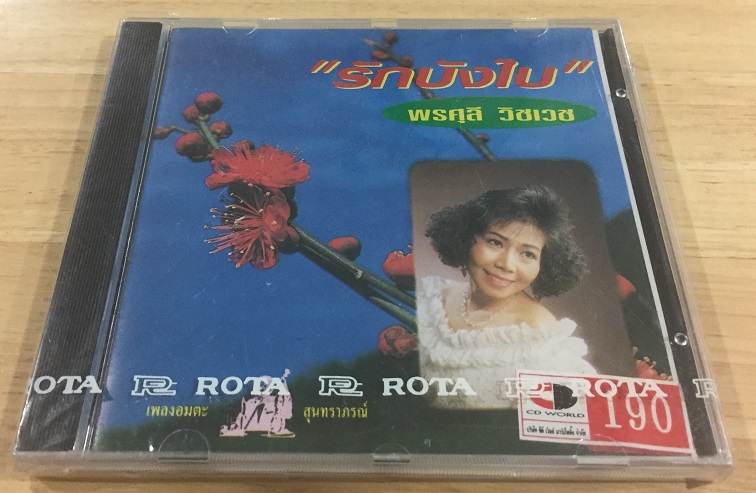 "รักบังใบ"
พรศุลี วิชเวช
ROTA ROTA ROTA ROTA
เพลงอมตะ สุนทราภรณ์
CD WORLD
190